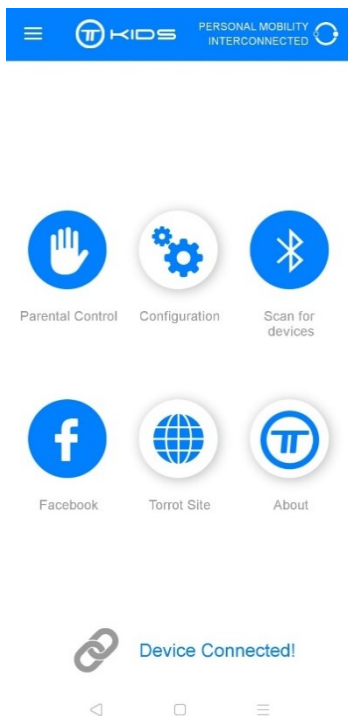 KIDS
PERSONAL MOBILITY
INTERCONNECTED
Parental Control
Configuration
Scan for
devices
Facebook
Torrot Site
About
Device Connected!